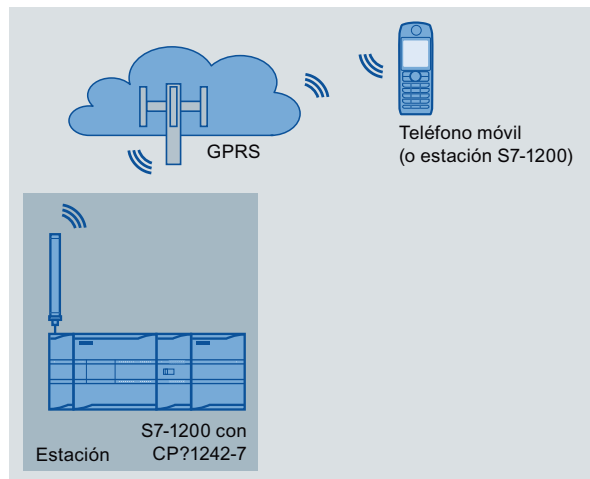 GPRS
Teléfono móvil
(o estación S7-1200)
S7-1200 con
Estación CP?1242-7